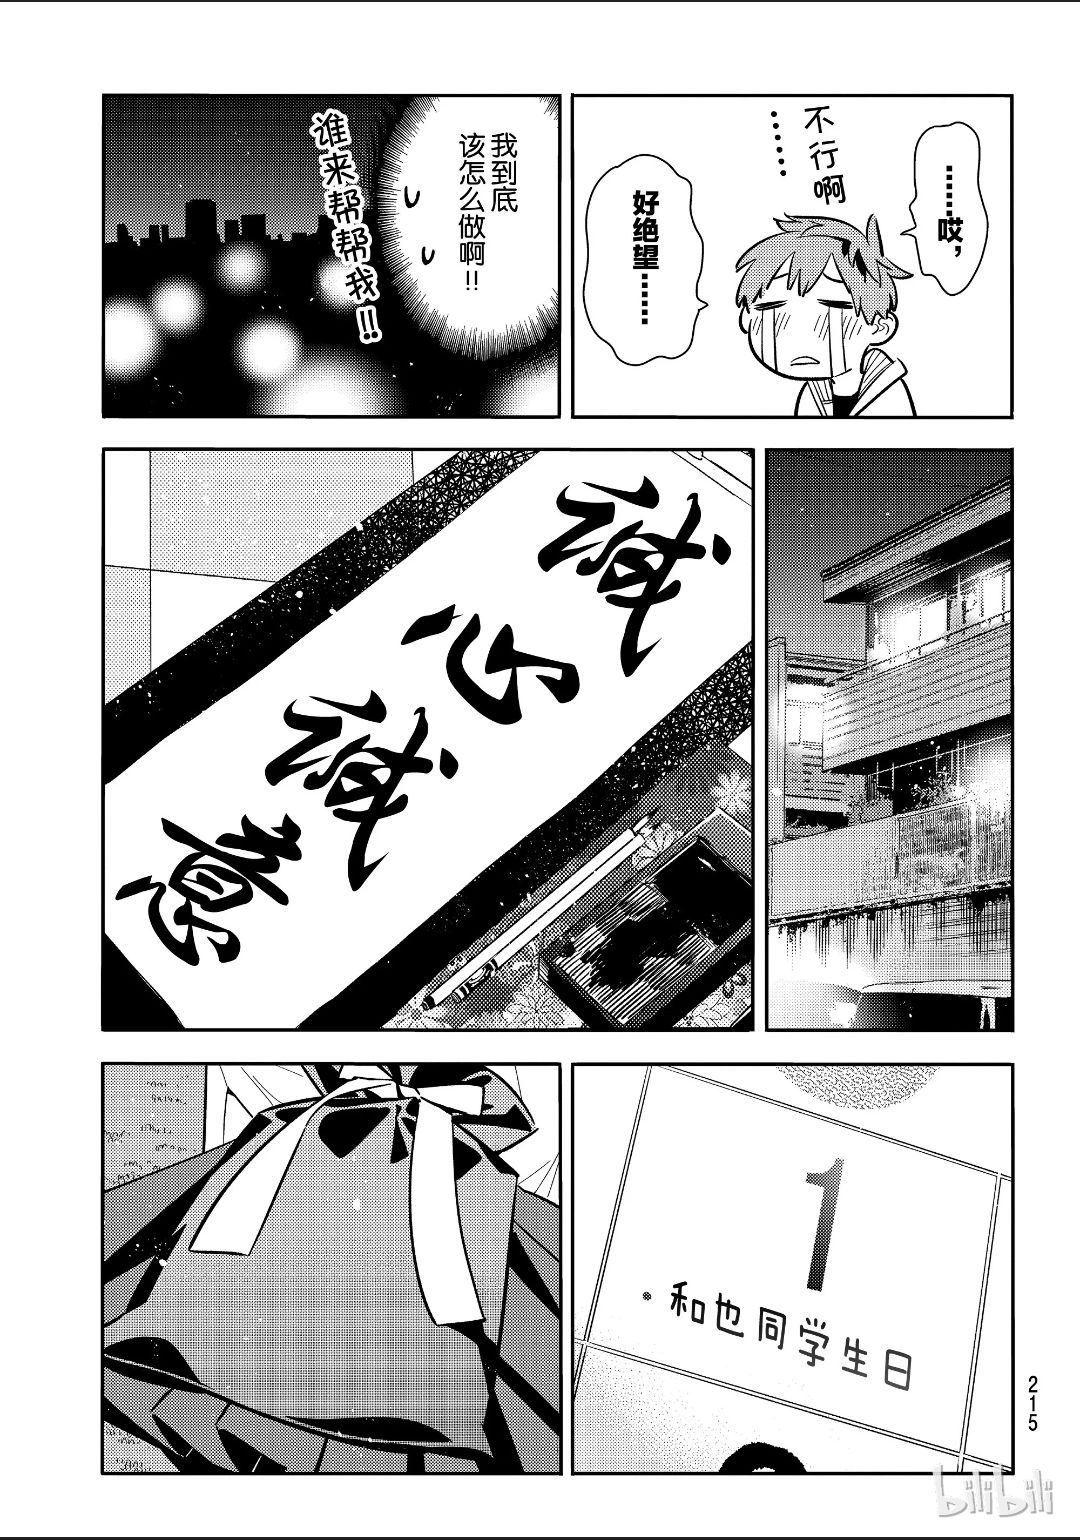 ……哎，
不行啊
……
好绝望……
我到底
该怎么做啊!!
谁来帮帮我!!
诚心诚意
1
·和也同学生日
215
bilibili